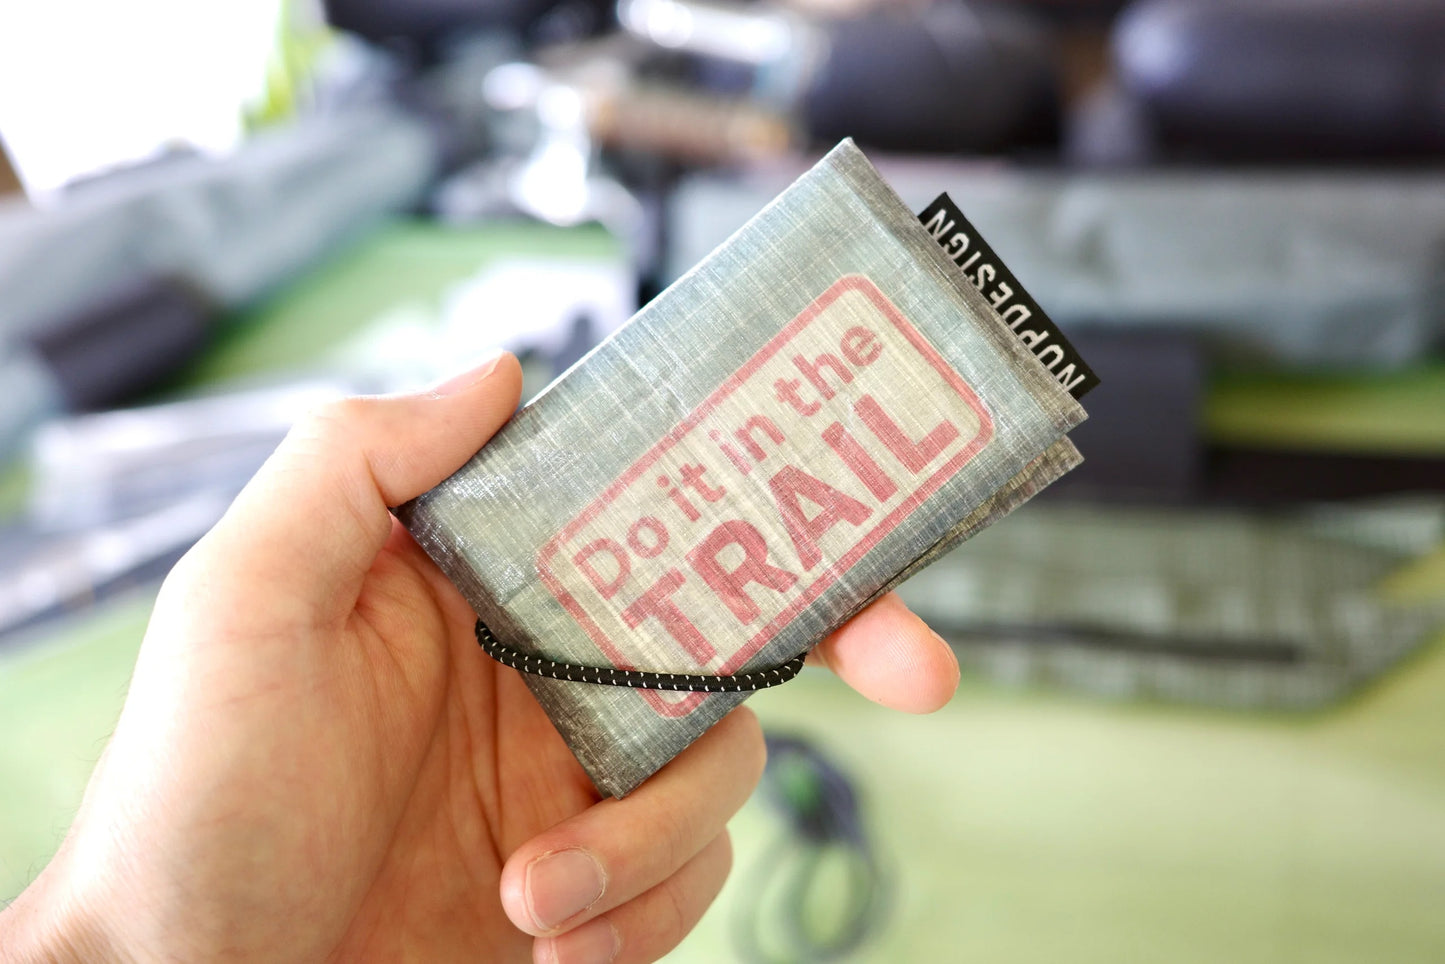 Do it in the
TRAIL
NUPDESIGN